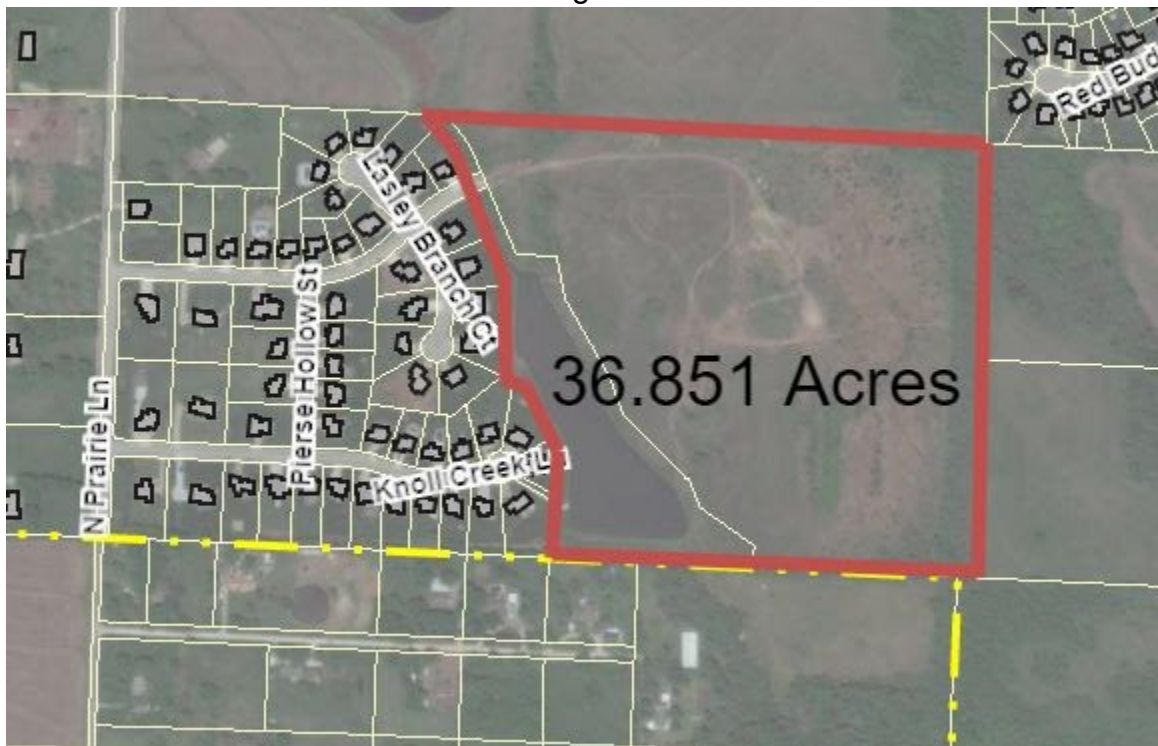 Red Bud
Lasley Branch Ct
Pierse Hollow St
36.851 Acres
N Prairie Ln
Knoll Creek Ln